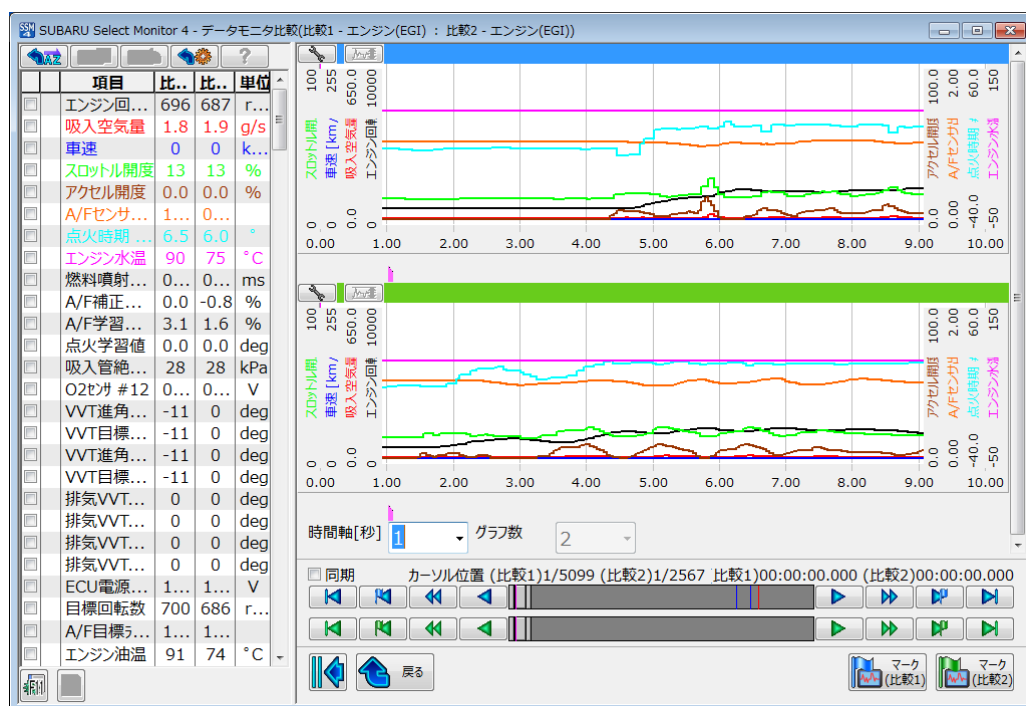 SUBARU Select Monitor 4 - データモニタ比較(比較1 - エンジン(EGI) : 比較2 - エンジン(EGI))
AZ ?
項目 比.. 比.. 単位
エンジン回... 696 687 r...
吸入空気量 1.8 1.9 g/s
車速 0 0 k...
スロットル開度 13 13 %
アクセル開度 0.0 0.0 %
A/Fセンサ... 1... 0...
点火時期 ... 6.5 6.0 °
エンジン水温 90 75 °C
燃料噴射... 0... 0... ms
A/F補正... 0.0 -0.8 %
A/F学習... 3.1 1.6 %
点火学習値 0.0 0.0 deg
吸入管絶... 28 28 kPa
O2センサ #12 0... 0... V
VVT進角... -11 0 deg
VVT目標... -11 0 deg
VVT進角... -11 0 deg
VVT目標... -11 0 deg
排気VVT... 0 0 deg
排気VVT... 0 0 deg
排気VVT... 0 0 deg
排気VVT... 0 0 deg
ECU電源... 1... 1... V
目標回転数 700 686 r...
A/F目標ラ... 1... 1...
エンジン油温 91 74 °C
F11
100.
255
650.0
10000
スロットル開
車速 [km/
吸入空気量
エンジン回車
0
0
0.0
0
100.0
2.00
60.0
150
アクセル開度
A/Fセンサ出
点火時期 #
エンジン水温
0.0
0.00
-40.0
-50
0.00 1.00 2.00 3.00 4.00 5.00 6.00 7.00 8.00 9.00 10.00
100.
255
650.0
10000
スロットル開
車速 [km/
吸入空気量
エンジン回車
0
0
0.0
0
100.0
2.00
60.0
150
アクセル開度
A/Fセンサ出
点火時期 #
エンジン水温
0.0
0.00
-40.0
-50
0.00 1.00 2.00 3.00 4.00 5.00 6.00 7.00 8.00 9.00 10.00
時間軸[秒] 1 グラフ数 2
同期 カーソル位置 (比較1)1/5099 (比較2)1/2567 比較1)00:00:00.000 (比較2)00:00:00.000
戻る
マーク
(比較1)
マーク
(比較2)